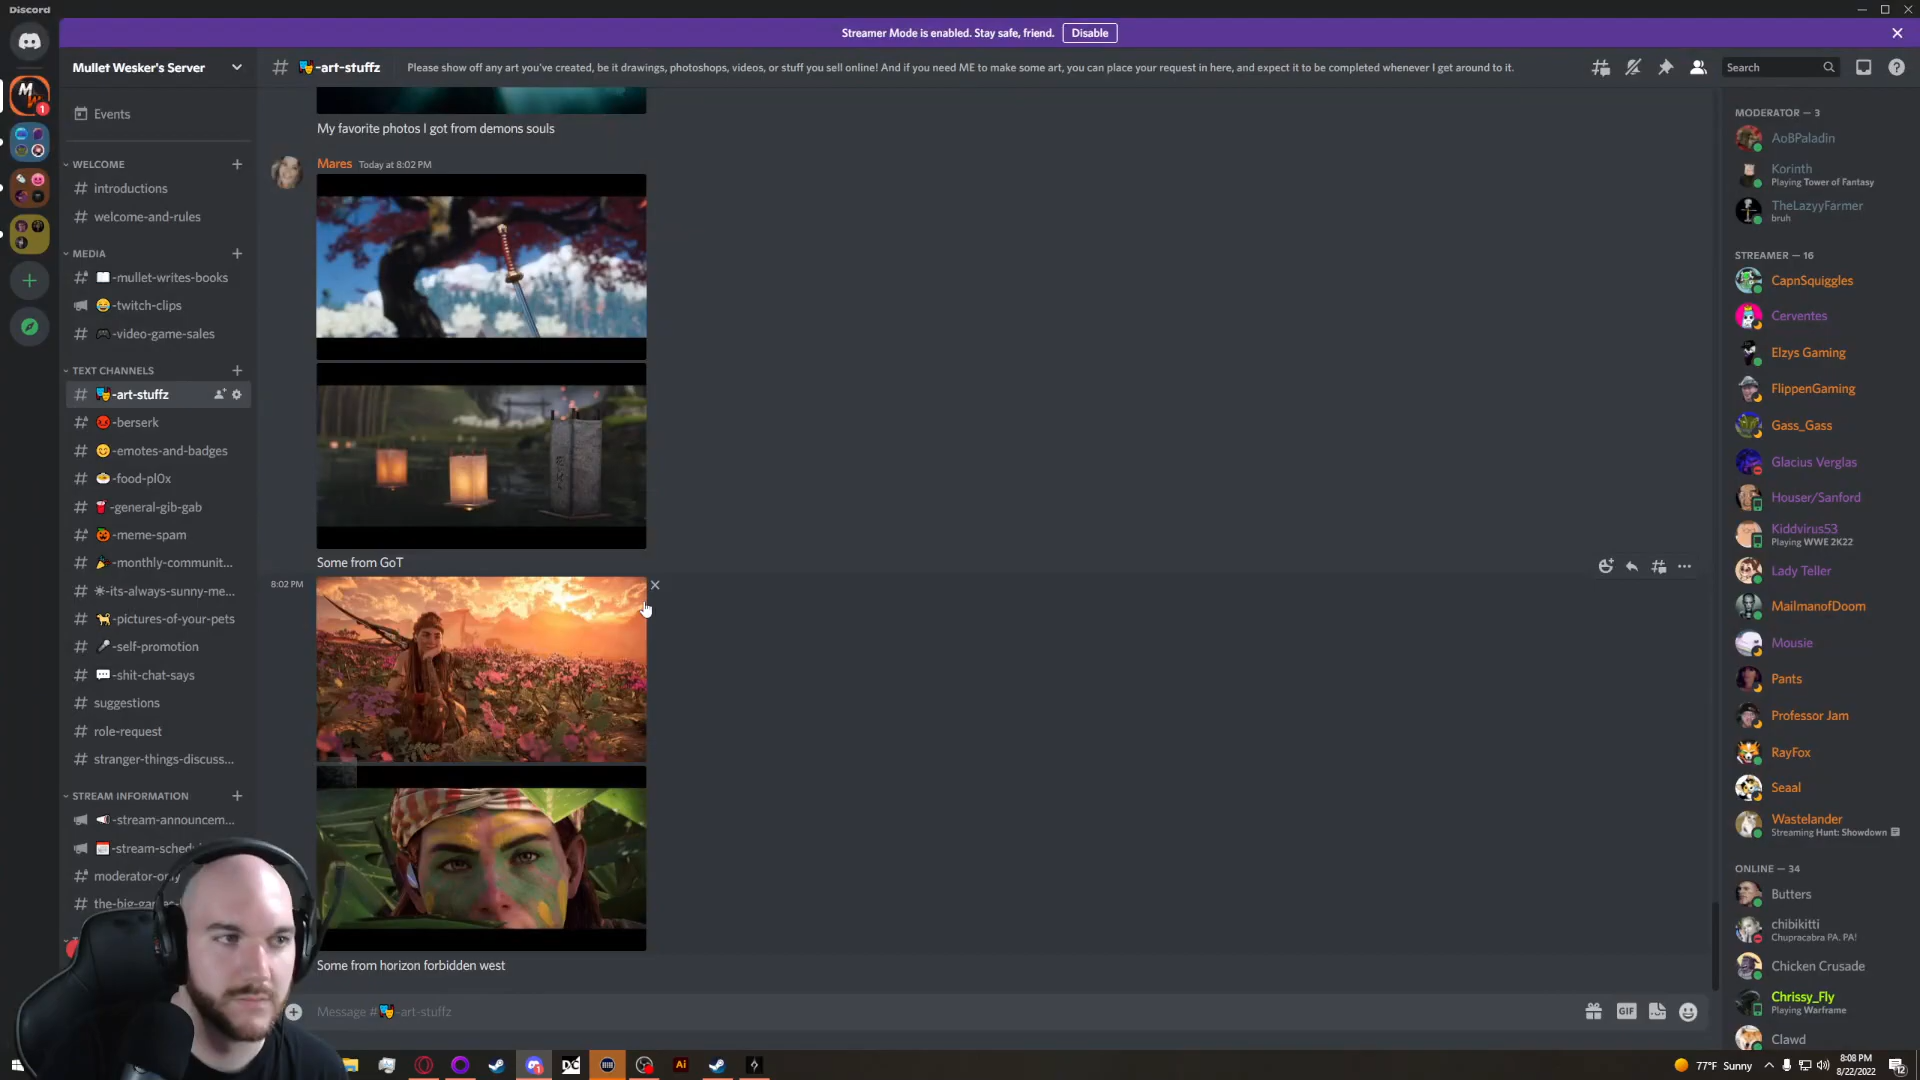 Discord
Streamer Mode is enabled. Stay safe, friend.
Disable
Mullet Wesker's Server
-art-stuffz
Please show off any art you've created, be it drawings, photoshops, videos, or stuff you sell online! And if you need ME to make some art, you can place your request in here, and expect it to be completed whenever I get around to it.
Search
Events
WELCOME
introductions
welcome-and-rules
MEDIA
-mullet-writes-books
-twitch-clips
-video-game-sales
TEXT CHANNELS
-art-stuffz
-berserk
-emotes-and-badges
-food-pl0x
-general-gib-gab
-meme-spam
-monthly-communit...
-its-always-sunny-me...
-pictures-of-your-pets
-self-promotion
-shit-chat-says
suggestions
role-request
stranger-things-discuss...
STREAM INFORMATION
-stream-announcem...
-stream-sched
moderator-on
My favorite photos I got from demons souls
Mares Today at 8:02 PM
Some from GoT
8:02 PM
Some from horizon forbidden west
Message # -art-stuffz
GIF
MODERATOR — 3
AoBPaladin
Korinth
Playing Tower of Fantasy
TheLazyyFarmer
bruh
STREAMER — 16
CapnSquiggles
Cerventes
Elzys Gaming
FlippenGaming
Gass_Gass
Glacius Verglas
Houser/Sanford
Kiddvirus53
Playing WWE 2K22
Lady Teller
MailmanofDoom
Mousie
Pants
Professor Jam
RayFox
Seaal
Wastelander
Streaming Hunt: Showdown
ONLINE — 34
Butters
chibikitti
Chupracabra PA. PA!
Chicken Crusade
Chrissy_Fly
Playing Warframe
Clawd
DC
Ai
77°F Sunny
8:08 PM
8/22/2022
12